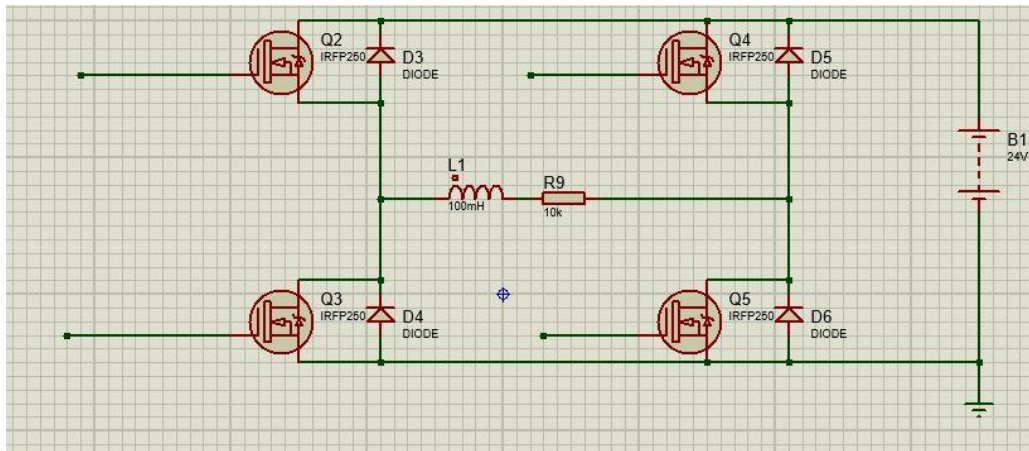 Q2
IRFP250
D3
DIODE
Q4
IRFP250
D5
DIODE
B1
24V
L1
100mH
R9
10k
Q3
IRFP250
D4
DIODE
Q5
IRFP250
D6
DIODE